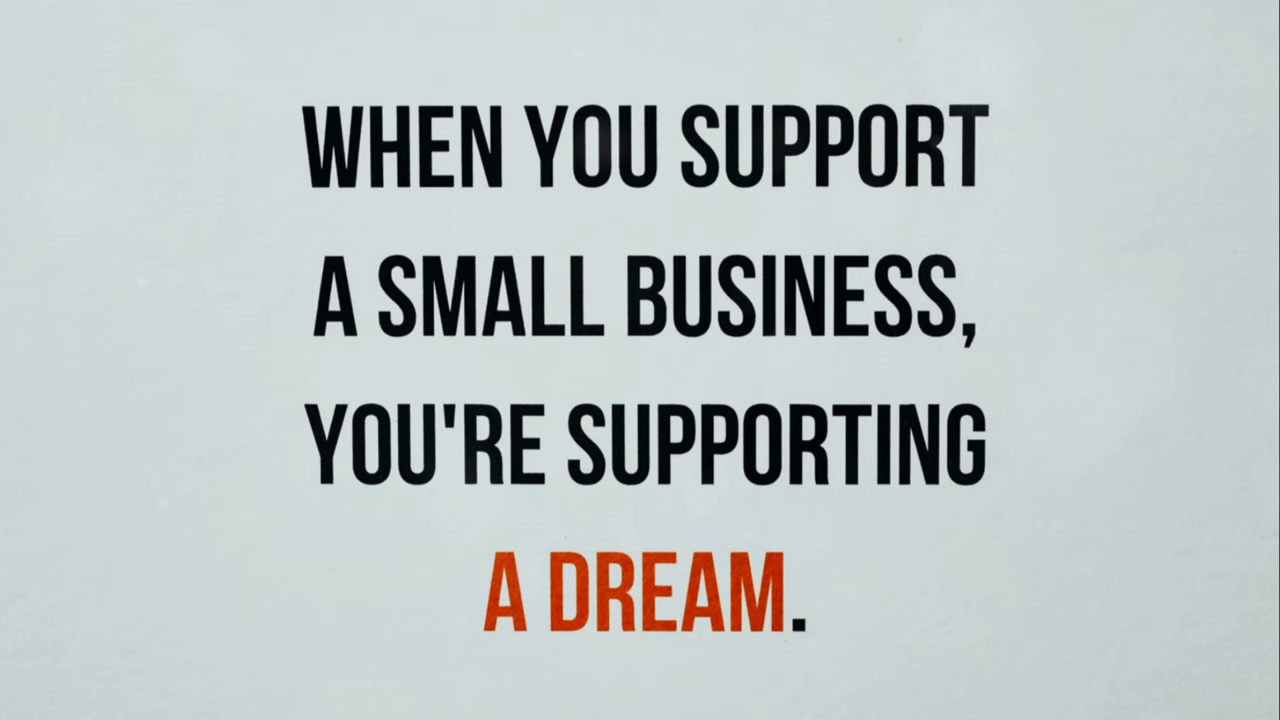 WHEN YOU SUPPORT
A SMALL BUSINESS,
YOU'RE SUPPORTING
A DREAM.